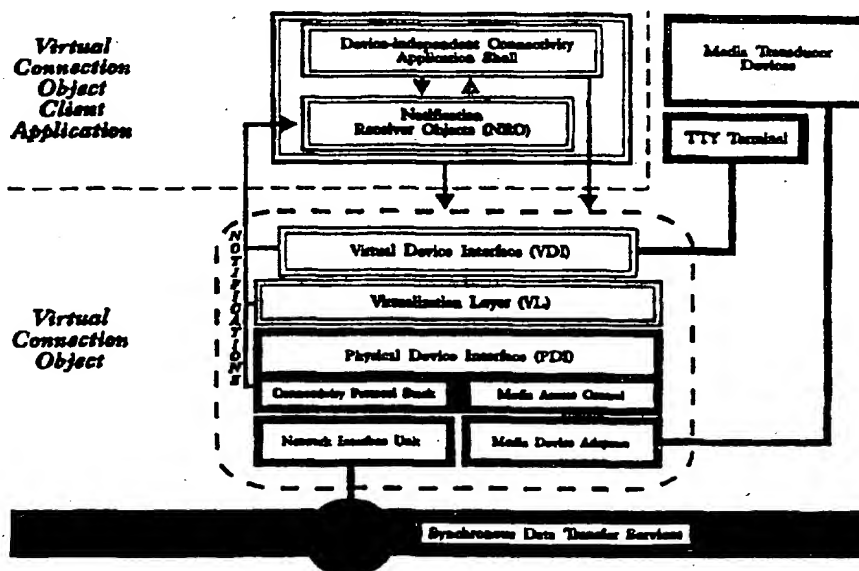 Virtual
Connection
Object
Client
Application
Device-Independent Connectivity
Application Shell
Notification
Receiver Objects (NRO)
Media Transducer
Devices
TTY Terminal
NOTIFICATIONS
Virtual Device Interface (VDI)
Virtualization Layer (VL)
Physical Device Interface (PDI)
Connectivity Protocol Stack
Media Access Control
Network Interface Unit
Media Device Adaptors
Virtual
Connection
Object
Synchronous Data Transfer Services